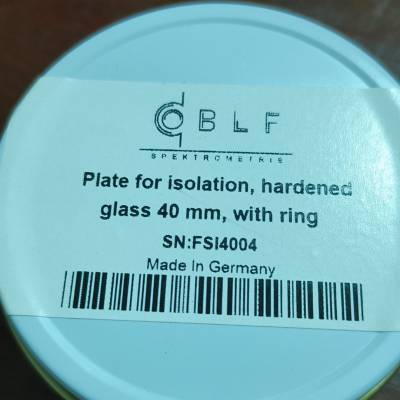 BLF
SPEKTROMETRIE
Plate for isolation, hardened
glass 40 mm, with ring
SN:FSI4004
Made In Germany